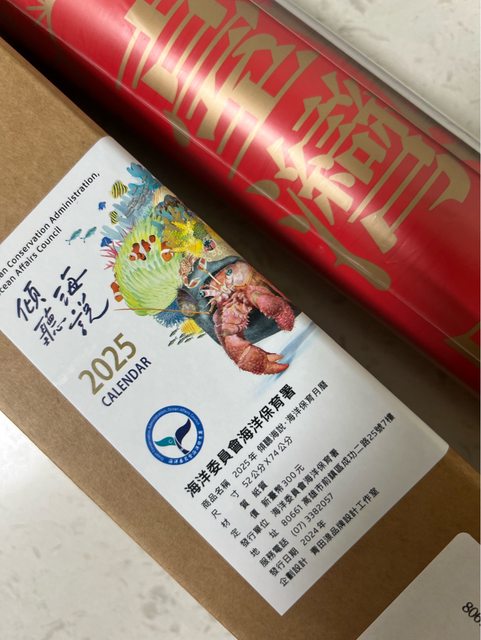 an Conservation Administration,
cean Affairs Council
傾聽
海說
2025
CALENDAR
海洋委員會海洋保育署
商品名稱 2025年 傾聽海說・海洋保育月曆
尺寸 52公分X74公分
材質 紙質
定價 新臺幣300元
發行單位 海洋委員會海洋保育署
地址 80661高雄市前鎮區成功二路25號7樓
服務電話 (07) 3382057
發行日期 2024年
企劃設計 青田漾品牌設計工作室
806